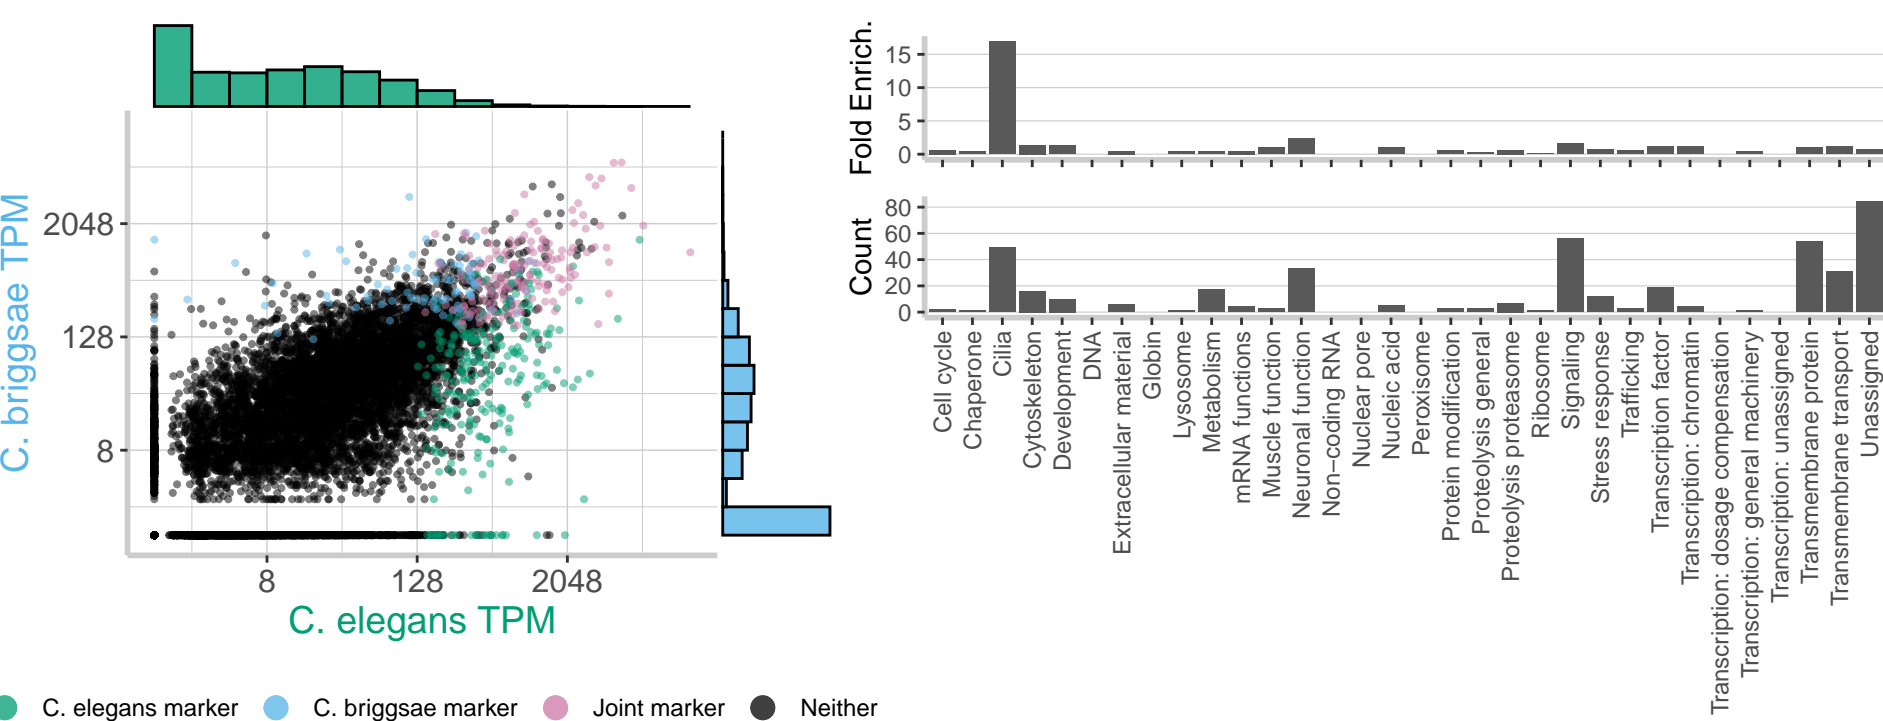 C. briggsae TPM
2048
128
8
8
128
2048
C. elegans TPM
C. elegans marker
C. briggsae marker
Joint marker
Neither
Fold Enrich.
15
10
5
0
Count
80
60
40
20
0
Cell cycle
Chaperone
Cilia
Cytoskeleton
Development
DNA
Extracellular material
Globin
Lysosome
Metabolism
mRNA functions
Muscle function
Neuronal function
Non−coding RNA
Nuclear pore
Nucleic acid
Peroxisome
Protein modification
Proteolysis general
Proteolysis proteasome
Ribosome
Signaling
Stress response
Trafficking
Transcription factor
Transcription: chromatin
Transcription: dosage compensation
Transcription: general machinery
Transcription: unassigned
Transmembrane protein
Transmembrane transport
Unassigned